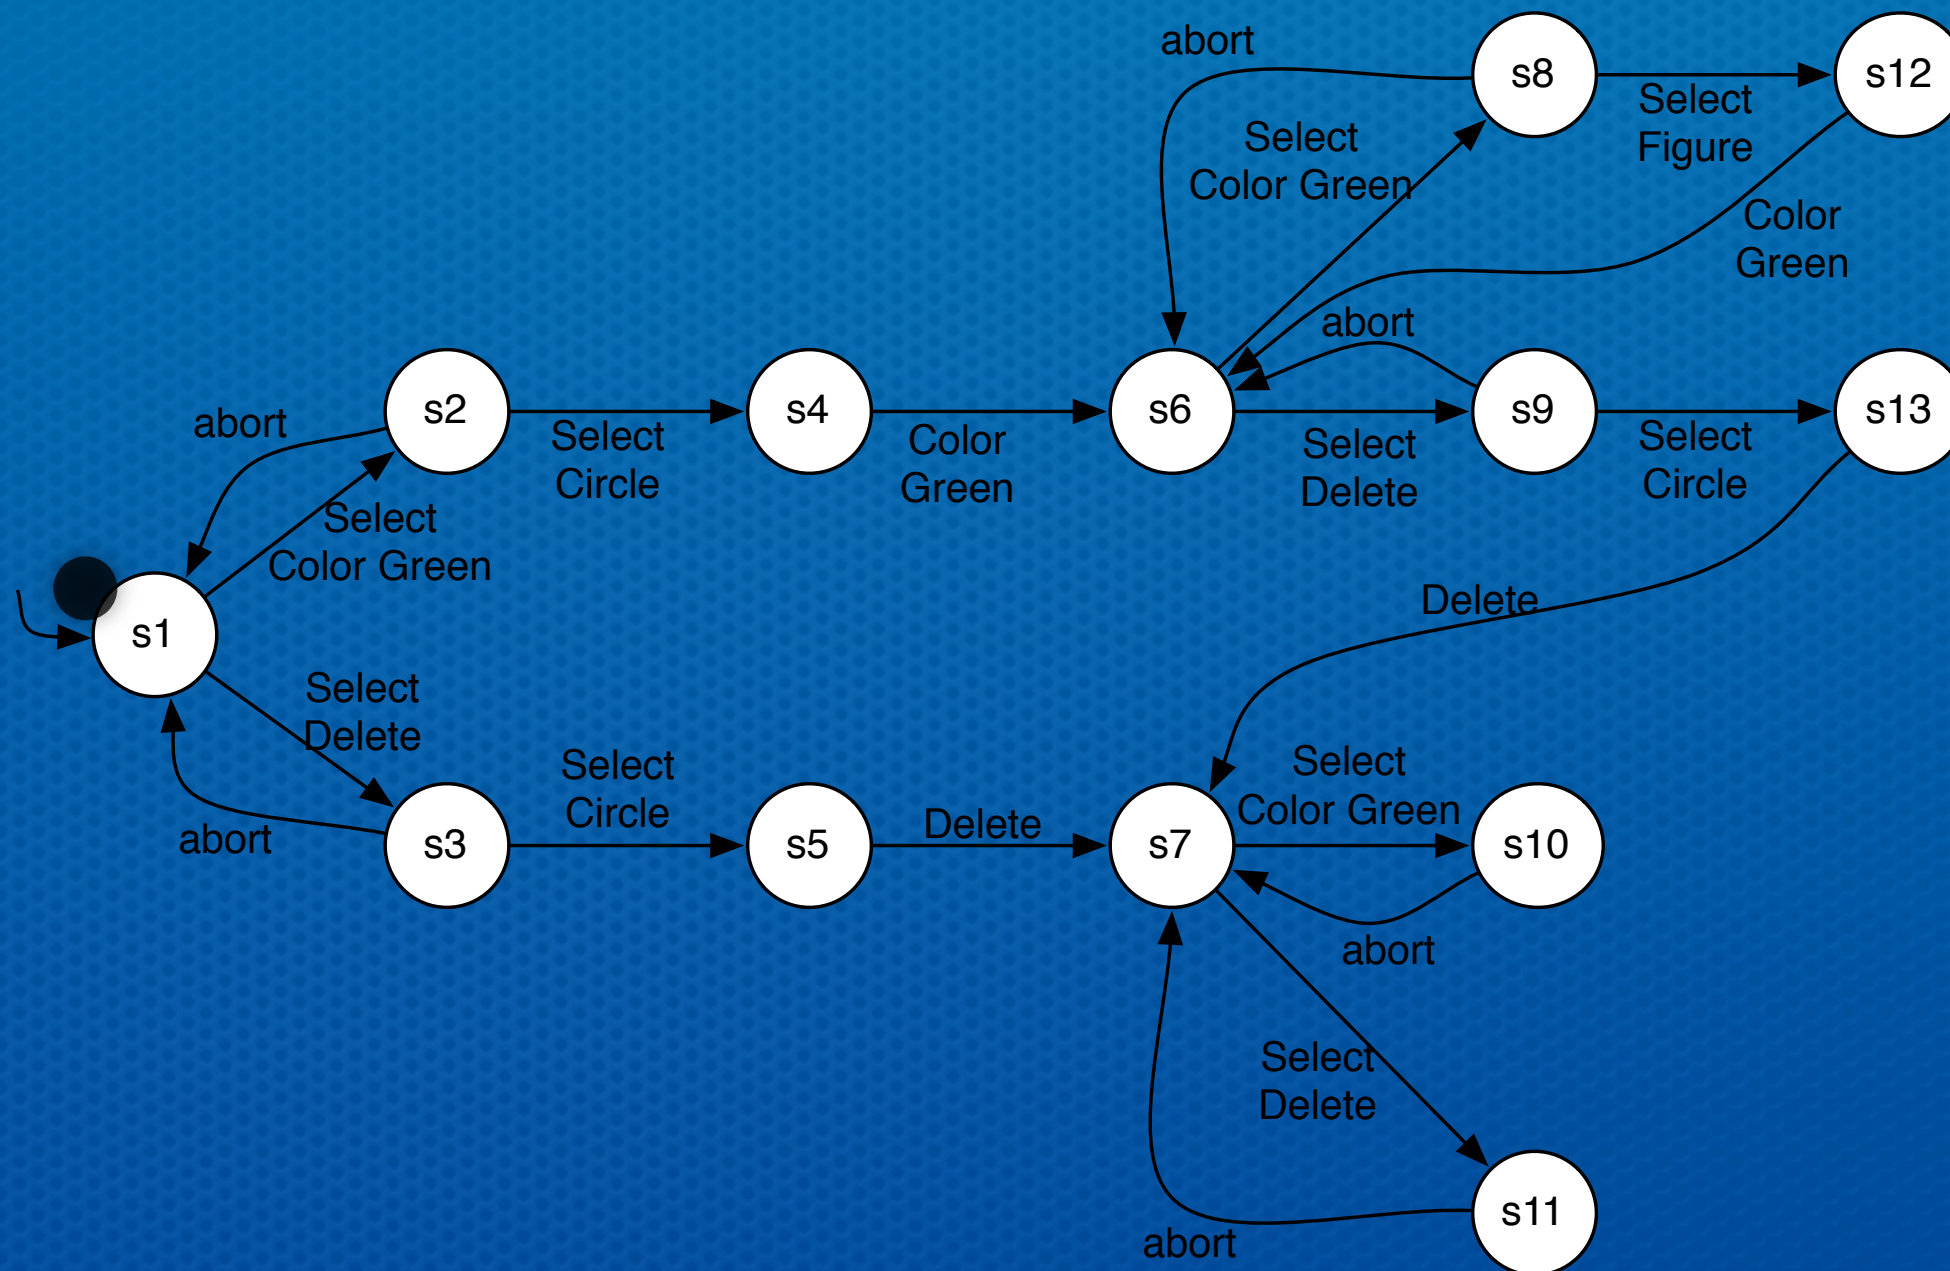 abort
s8
s12
Select
Figure
Select
Color Green
Color
Green
abort
s2
s4
s6
s9
s13
abort
Select
Circle
Color
Green
Select
Delete
Select
Circle
Select
Color Green
s1
Delete
Select
Delete
Select
Circle
Select
Color Green
abort
s3
s5
Delete
s7
s10
abort
Select
Delete
s11
abort